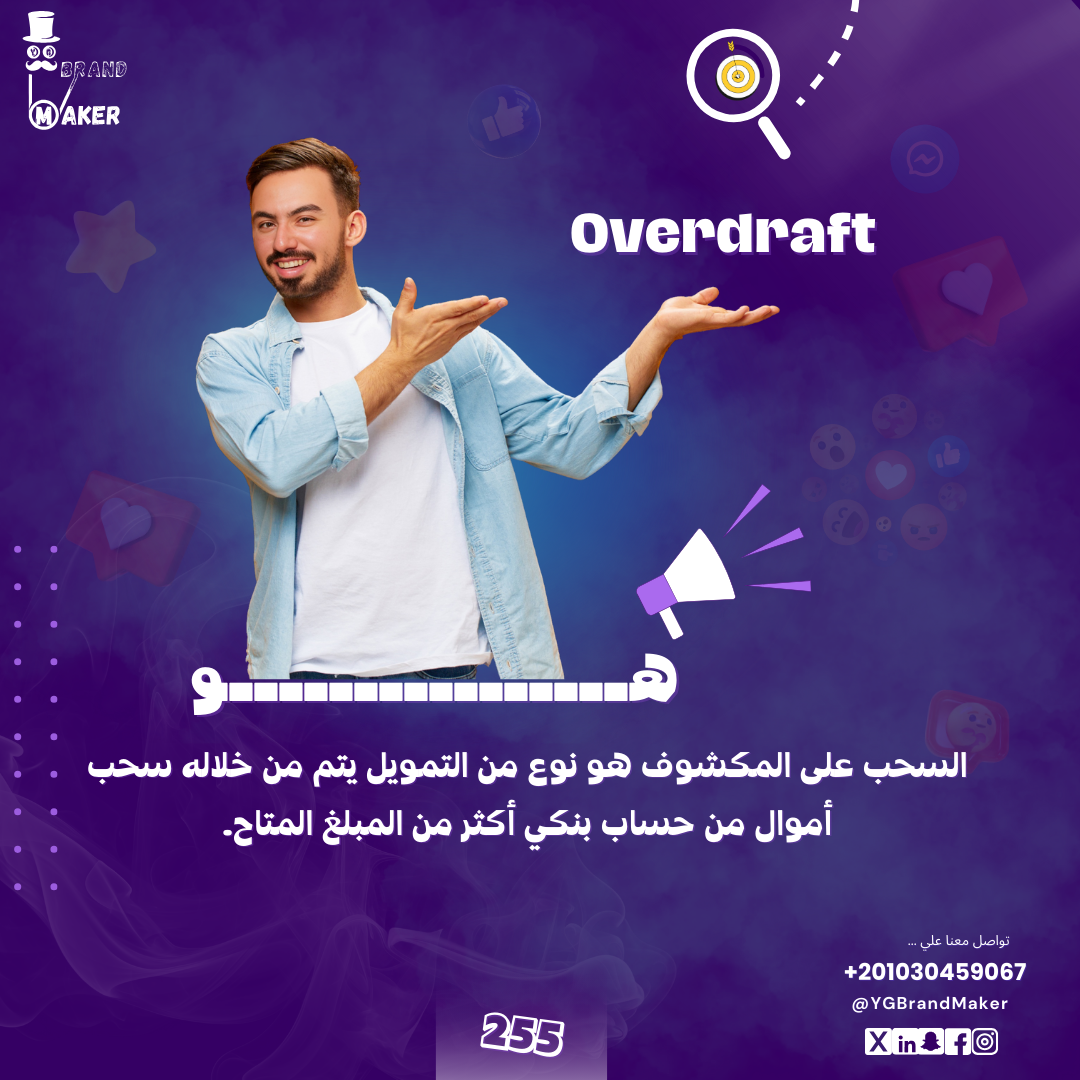 BRAND
MAKER
Overdraft
هـــــــــــــــــو
السحب على المكشوف هو نوع من التمويل يتم من خلاله سحب
أموال من حساب بنكي أكثر من المبلغ المتاح.
تواصل معنا علي ...
+201030459067
@YGBrandMaker
255